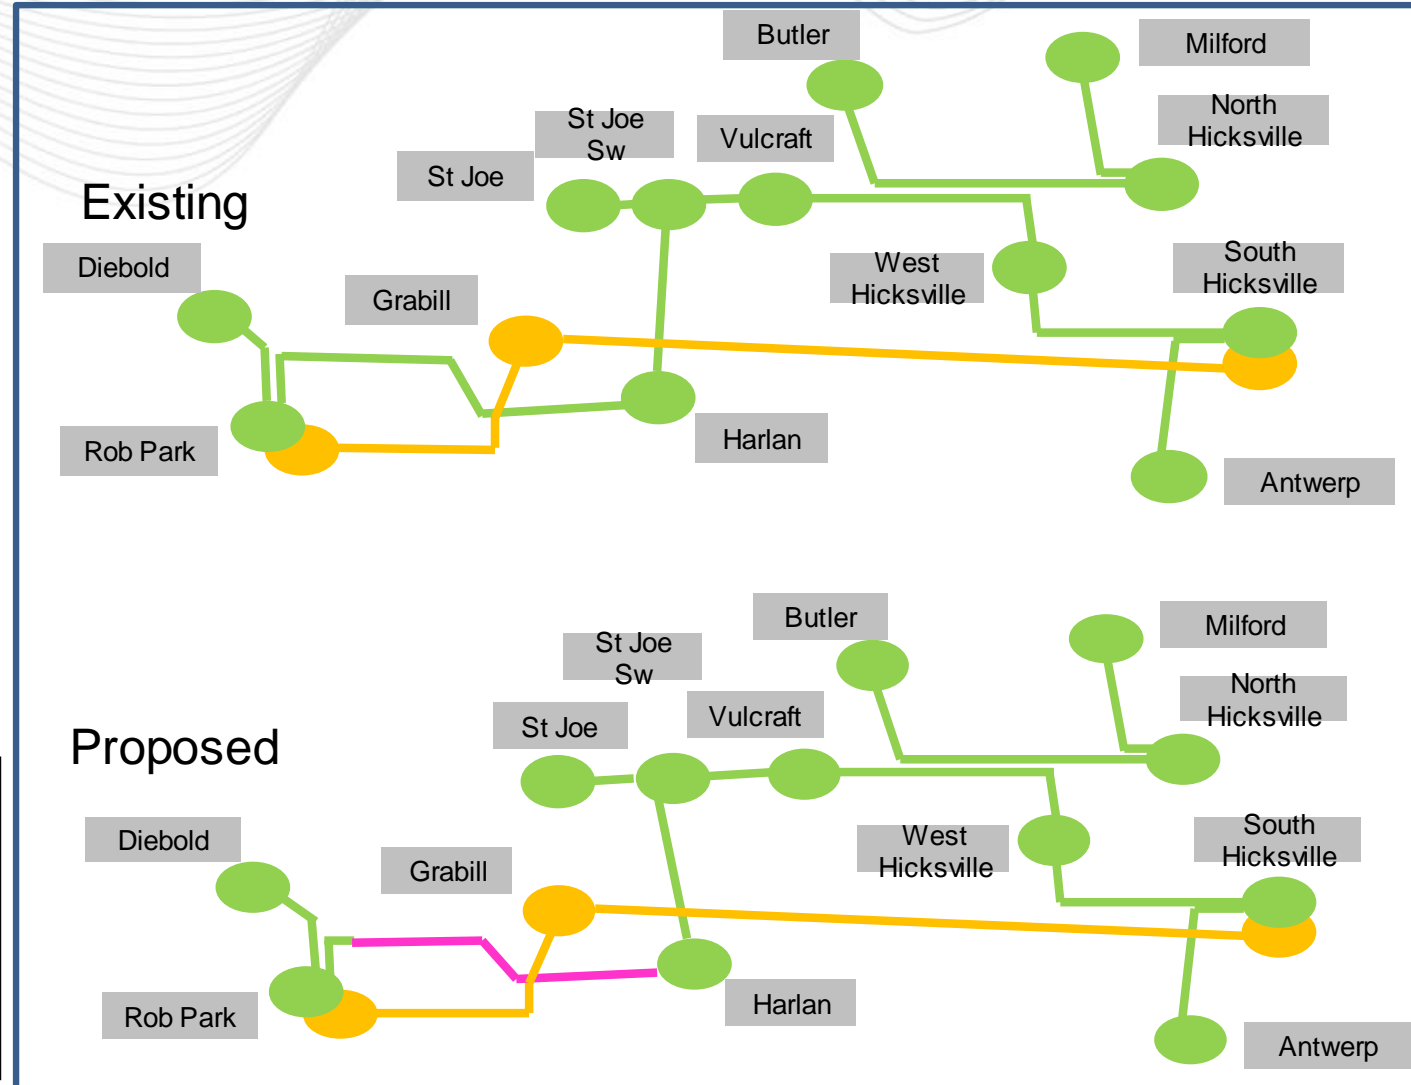 Existing
Butler
Milford
North
Hicksville
St Joe
Sw
Vulcraft
St Joe
Diebold
Grabill
West
Hicksville
South
Hicksville
Rob Park
Harlan
Antwerp
Proposed
Butler
Milford
St Joe
Sw
North
Hicksville
St Joe
Vulcraft
Diebold
Grabill
West
Hicksville
South
Hicksville
Rob Park
Harlan
Antwerp